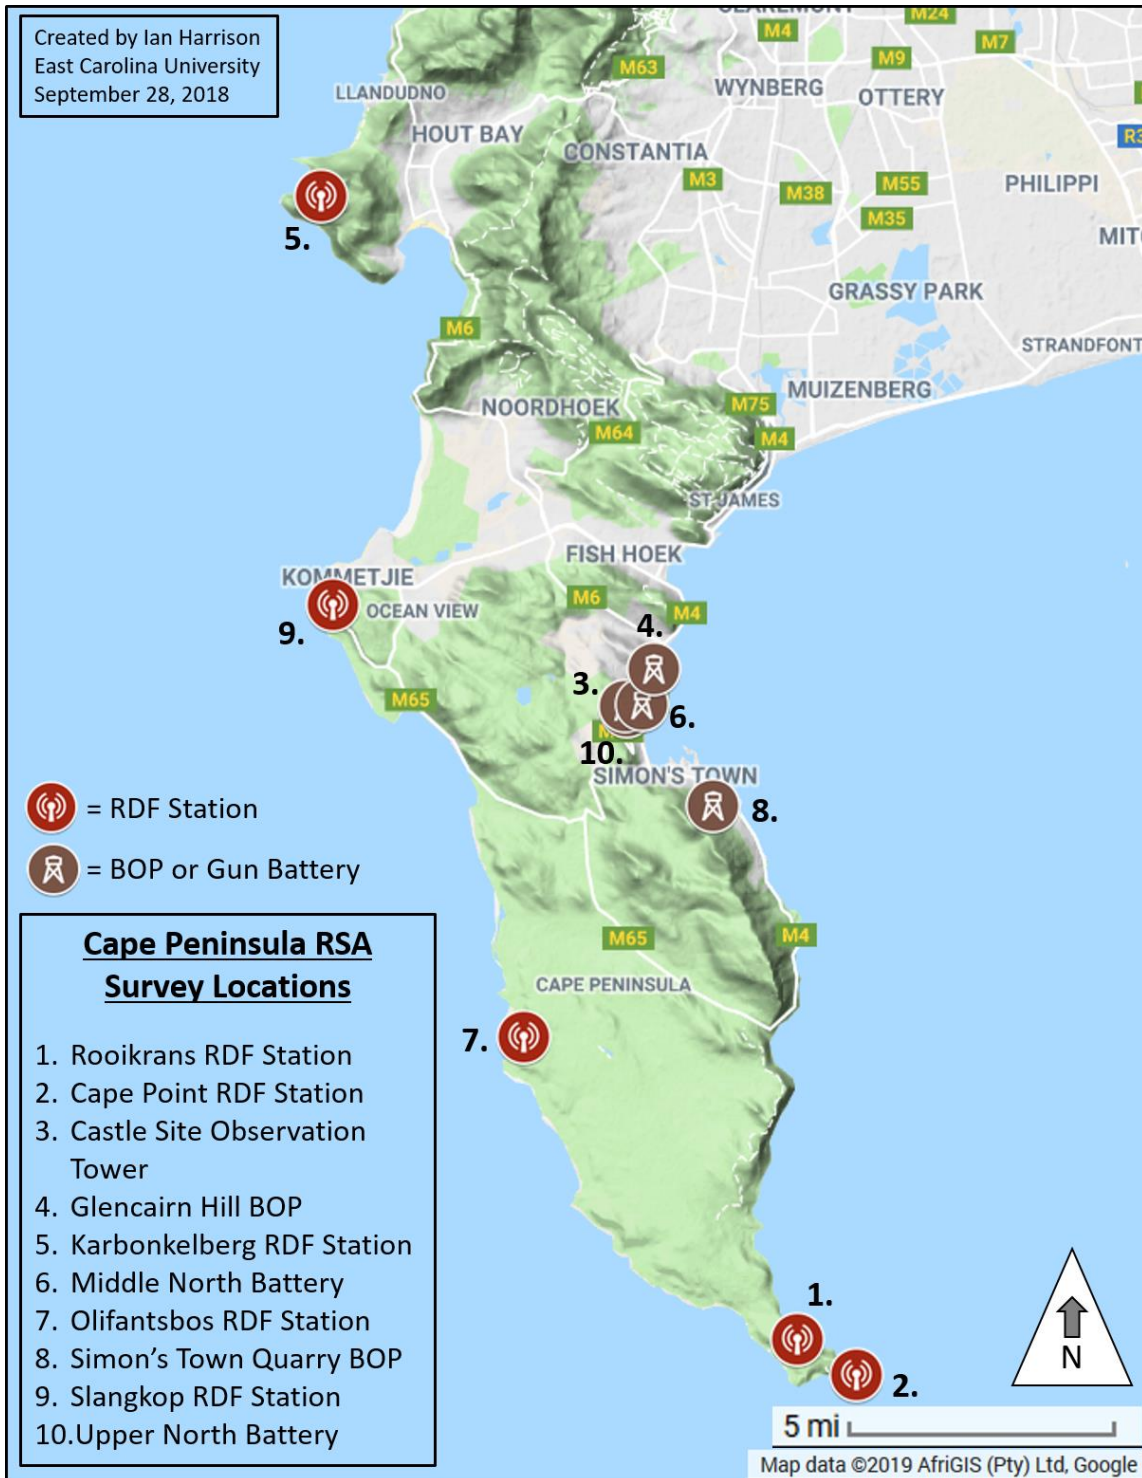 Created by Ian Harrison
East Carolina University
September 28, 2018
M24
M4
M7
M63
M9
WYNBERG
OTTERY
LLANDUDNO
HOUT BAY
CONSTANTIA
M3
M38
M55
PHILIPPI
M35
5.
GRASSY PARK
M6
STRANDFONT
MUIZENBERG
NOORDHOEK
M75
M64
M4
ST JAMES
FISH HOEK
KOMMETJIE
M6
OCEAN VIEW
M4
9.
4.
3.
M65
6.
10.
SIMON'S TOWN
8.
= RDF Station
= BOP or Gun Battery
M65
M4
CAPE PENINSULA
7.
Cape Peninsula RSA
Survey Locations
1. Rooikrans RDF Station
2. Cape Point RDF Station
3. Castle Site Observation
Tower
4. Glencairn Hill BOP
5. Karbonkelberg RDF Station
6. Middle North Battery
7. Olifantsbos RDF Station
8. Simon's Town Quarry BOP
9. Slangkop RDF Station
10.Upper North Battery
1.
2.
N
5 mi
Map data ©2019 AfriGIS (Pty) Ltd, Google